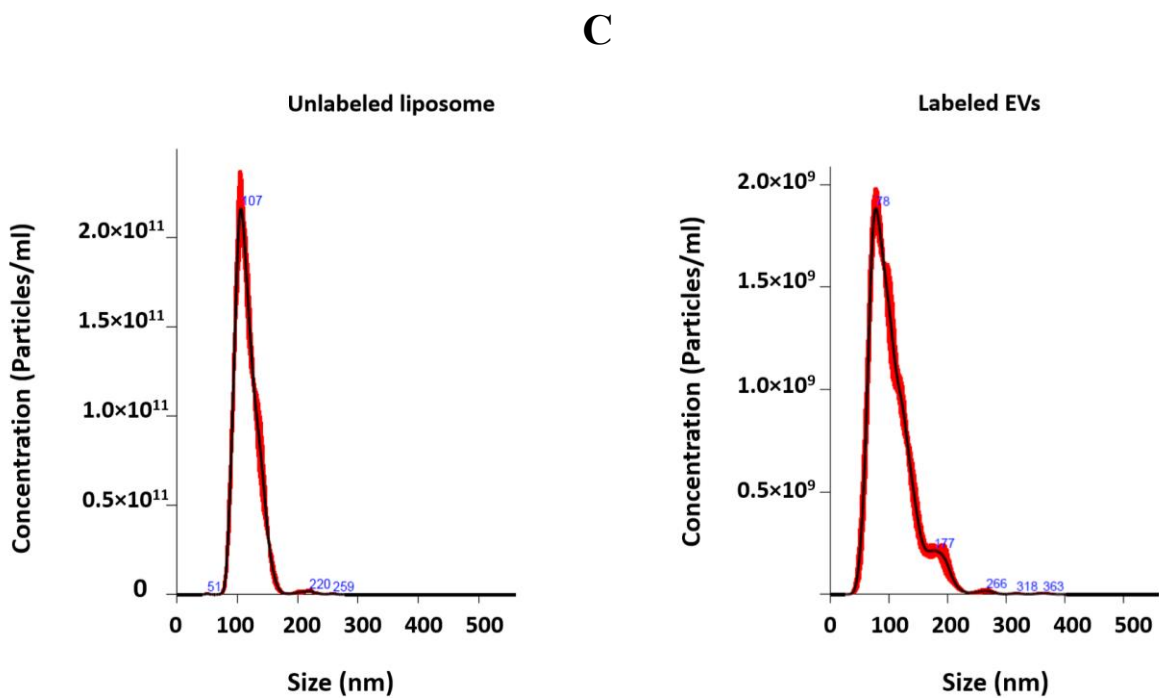 C
Unlabeled liposome
Concentration (Particles/ml)
2.0×10¹¹
1.5×10¹¹
1.0×10¹¹
0.5×10¹¹
0
107
51
220
259
0 100 200 300 400 500
Size (nm)
Labeled EVs
Concentration (Particles/ml)
2.0×10⁹
1.5×10⁹
1.0×10⁹
0.5×10⁹
78
177
266
318
363
0 100 200 300 400 500
Size (nm)